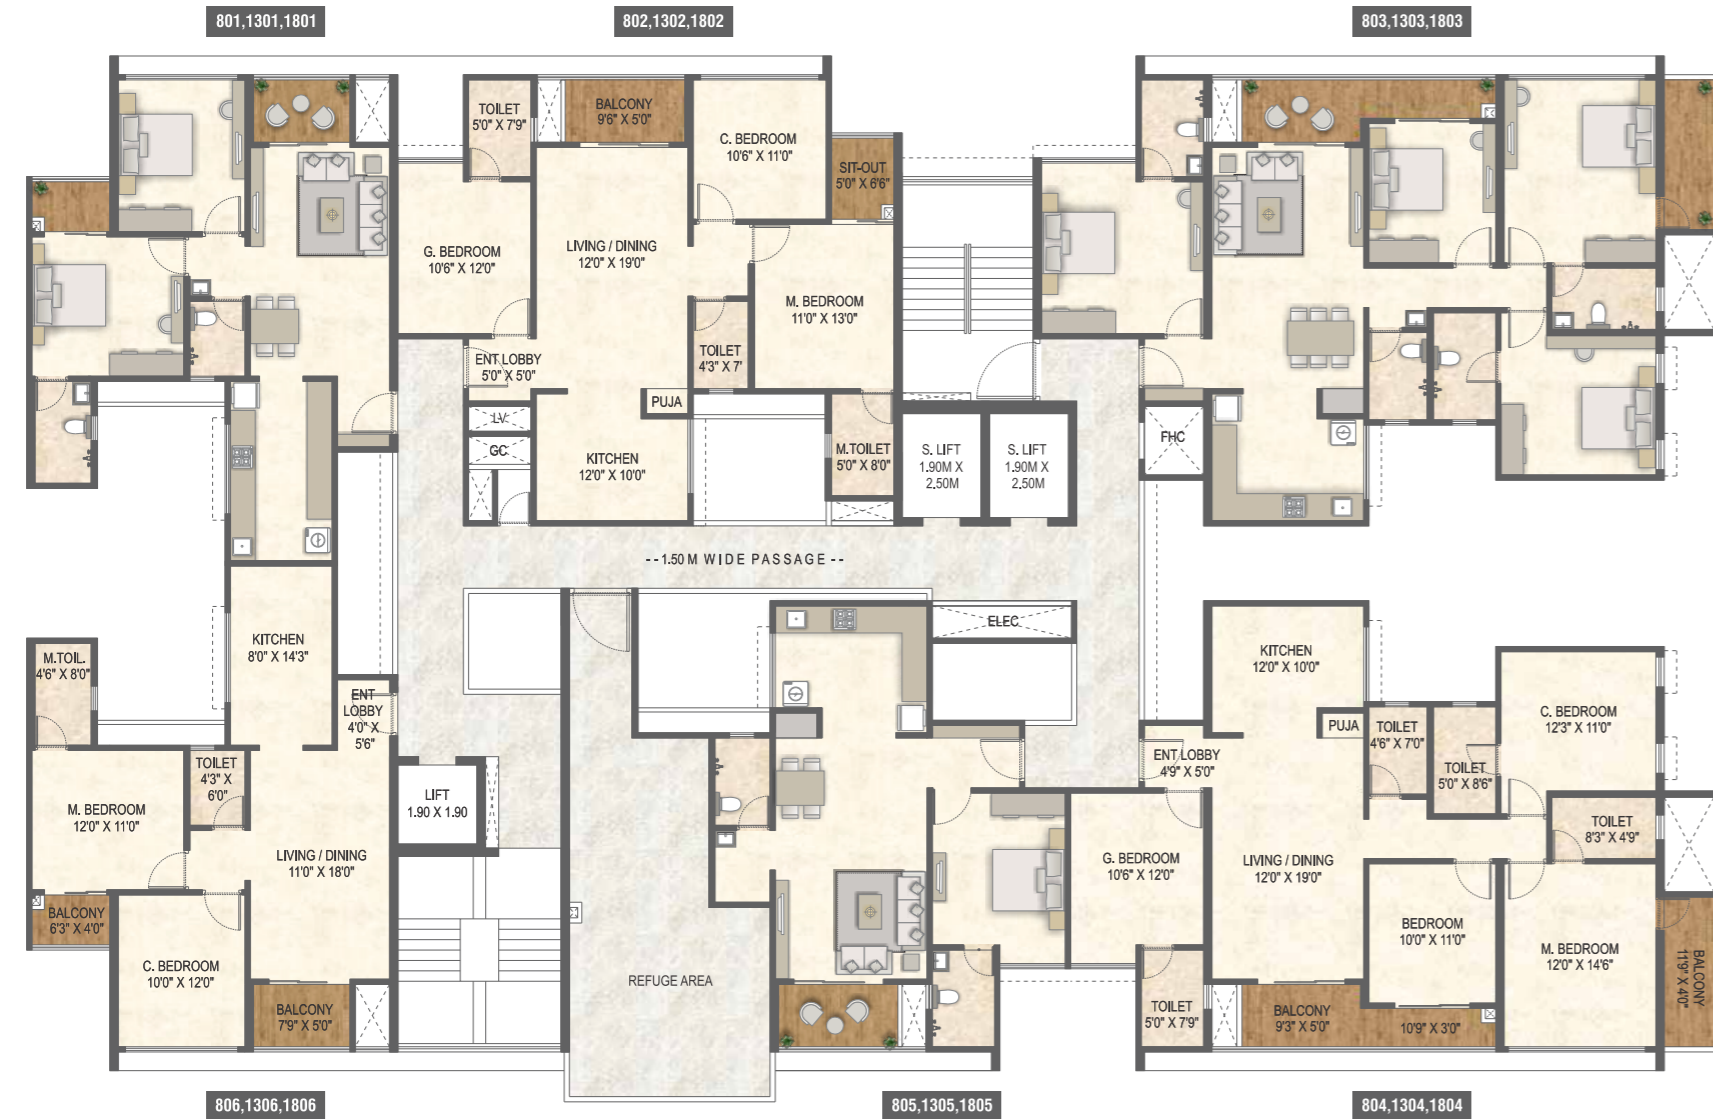 801,1301,1801
802,1302,1802
803,1303,1803
TOILET
5'0" X 7'9"
BALCONY
9'6" X 5'0"
C. BEDROOM
10'6" X 11'0"
SIT-OUT
5'0" X 6'6"
G. BEDROOM
10'6" X 12'0"
LIVING / DINING
12'0" X 19'0"
M. BEDROOM
11'0" X 13'0"
TOILET
4'3" X 7'
ENT LOBBY
5'0" X 5'0"
PUJA
LV
GC
KITCHEN
12'0" X 10'0"
M.TOILET
5'0" X 8'0"
S. LIFT
1.90M X
2.50M
S. LIFT
1.90M X
2.50M
FHC
--1.50 M WIDE PASSAGE --
ELEC
KITCHEN
8'0" X 14'3"
M.TOIL.
4'6" X 8'0"
ENT
LOBBY
4'0" X
5'6"
TOILET
4'3" X
6'0"
M. BEDROOM
12'0" X 11'0"
LIFT
1.90 X 1.90
LIVING / DINING
11'0" X 18'0"
BALCONY
6'3" X 4'0"
C. BEDROOM
10'0" X 12'0"
BALCONY
7'9" X 5'0"
REFUGE AREA
KITCHEN
12'0" X 10'0"
PUJA
TOILET
4'6" X 7'0"
C. BEDROOM
12'3" X 11'0"
ENT LOBBY
4'9" X 5'0"
TOILET
5'0" X 8'6"
TOILET
8'3" X 4'9"
G. BEDROOM
10'6" X 12'0"
LIVING / DINING
12'0" X 19'0"
BEDROOM
10'0" X 11'0"
M. BEDROOM
12'0" X 14'6"
BALCONY
11'9" X 4'0"
TOILET
5'0" X 7'9"
BALCONY
9'3" X 5'0"
10'9" X 3'0"
806,1306,1806
805,1305,1805
804,1304,1804